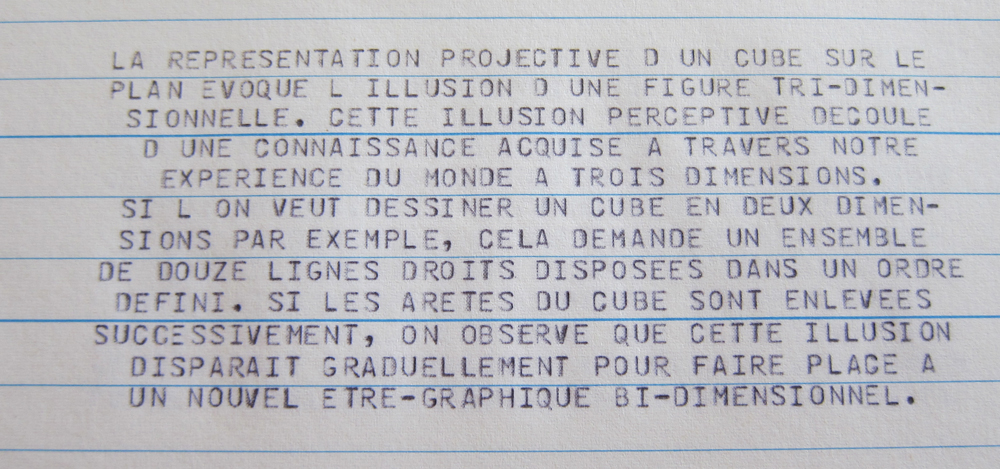 LA REPRESENTATION PROJECTIVE D UN CUBE SUR LE
PLAN EVOQUE L ILLUSION D UNE FIGURE TRI-DIMEN-
SIONNELLE. CETTE ILLUSION PERCEPTIVE DECOULE
D UNE CONNAISSANCE ACQUISE A TRAVERS NOTRE
EXPERIENCE DU MONDE A TROIS DIMENSIONS.
SI L ON VEUT DESSINER UN CUBE EN DEUX DIMEN-
SIONS PAR EXEMPLE, CELA DEMANDE UN ENSEMBLE
DE DOUZE LIGNES DROITS DISPOSEES DANS UN ORDRE
DEFINI. SI LES ARETES DU CUBE SONT ENLEVEES
SUCCESSIVEMENT, ON OBSERVE QUE CETTE ILLUSION
DISPARAIT GRADUELLEMENT POUR FAIRE PLACE A
UN NOUVEL ETRE-GRAPHIQUE BI-DIMENSIONNEL.